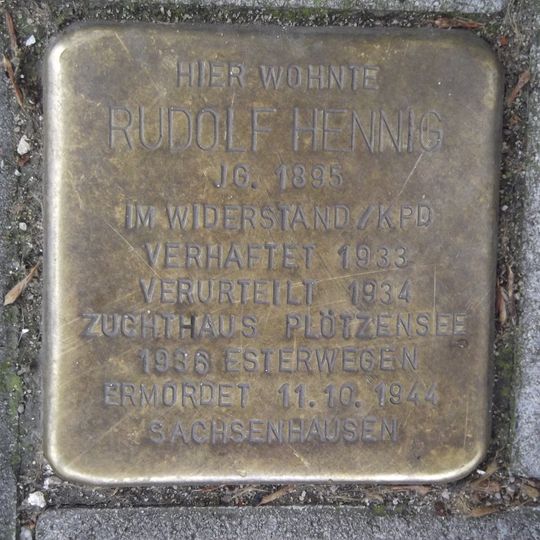 HIER WOHNTE
RUDOLF HENNIG
JG. 1895
IM WIDERSTAND/KPD
VERHAFTET 1933
VERURTEILT 1934
ZUCHTHAUS PLÖTZENSEE
1936 ESTERWEGEN
ERMORDET 11.10.1944
SACHSENHAUSEN